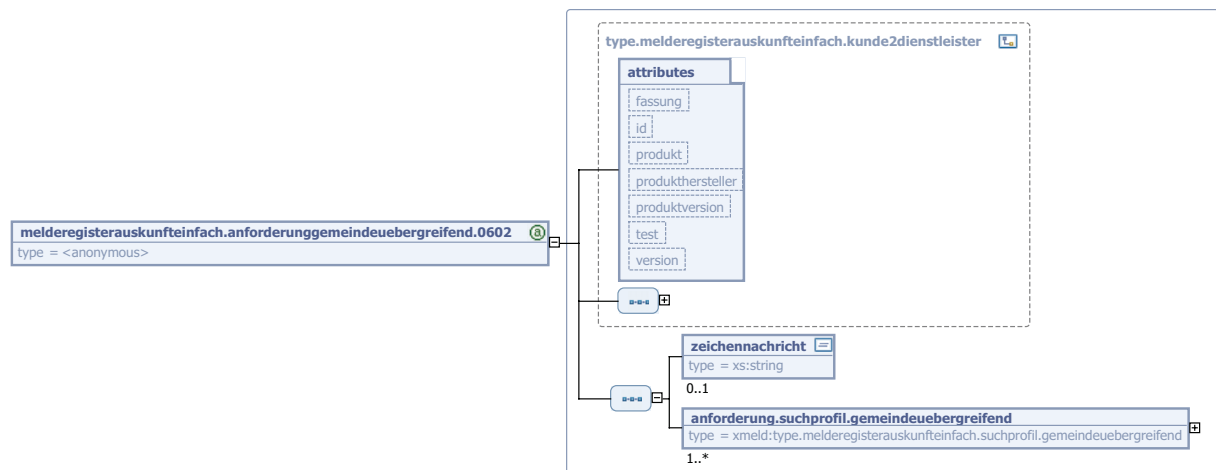 type.melderegisterauskunfteinfach.kunde2dienstleister
attributes
fassung
id
produkt
produkthersteller
produktversion
test
version
melderegisterauskunfteinfach.anforderunggemeindeuebergreifend.0602
type = <anonymous>
zeichennachricht
type = xs:string
0..1
anforderung.suchprofil.gemeindeuebergreifend
type = xmeld:type.melderegisterauskunfteinfach.suchprofil.gemeindeuebergreifend
1..*